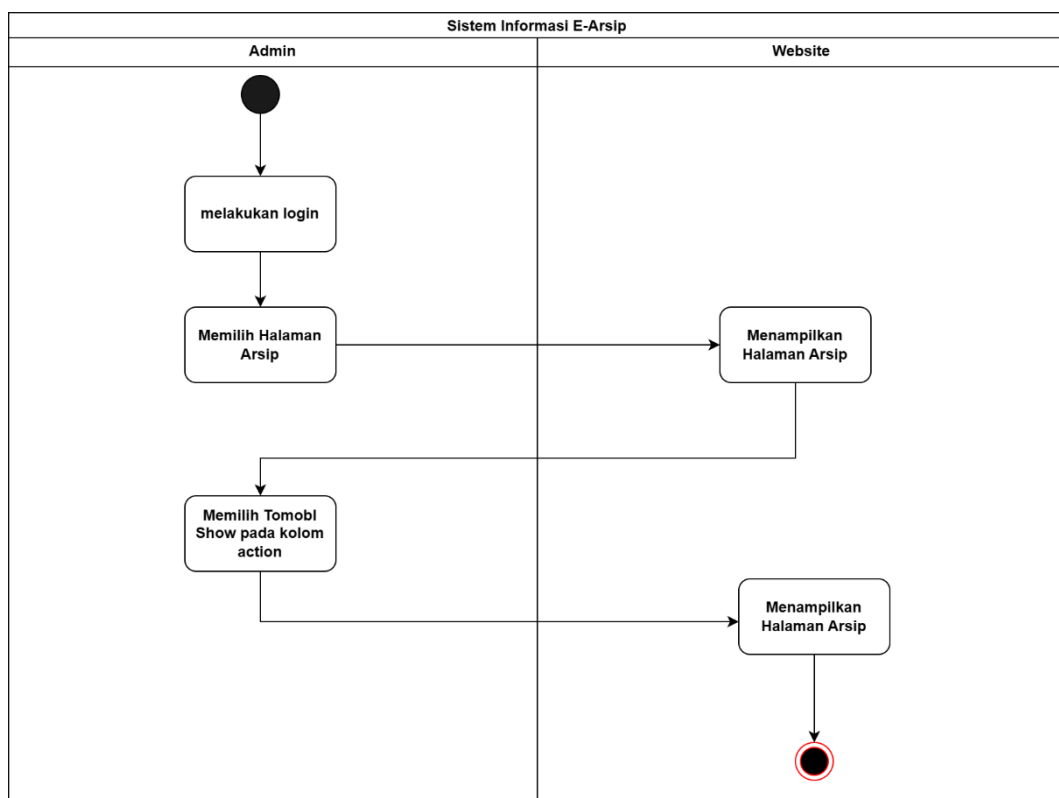 Sistem Informasi E-Arsip
Admin
Website
melakukan login
Memilih Halaman
Arsip
Menampilkan
Halaman Arsip
Memilih Tomobl
Show pada kolom
action
Menampilkan
Halaman Arsip